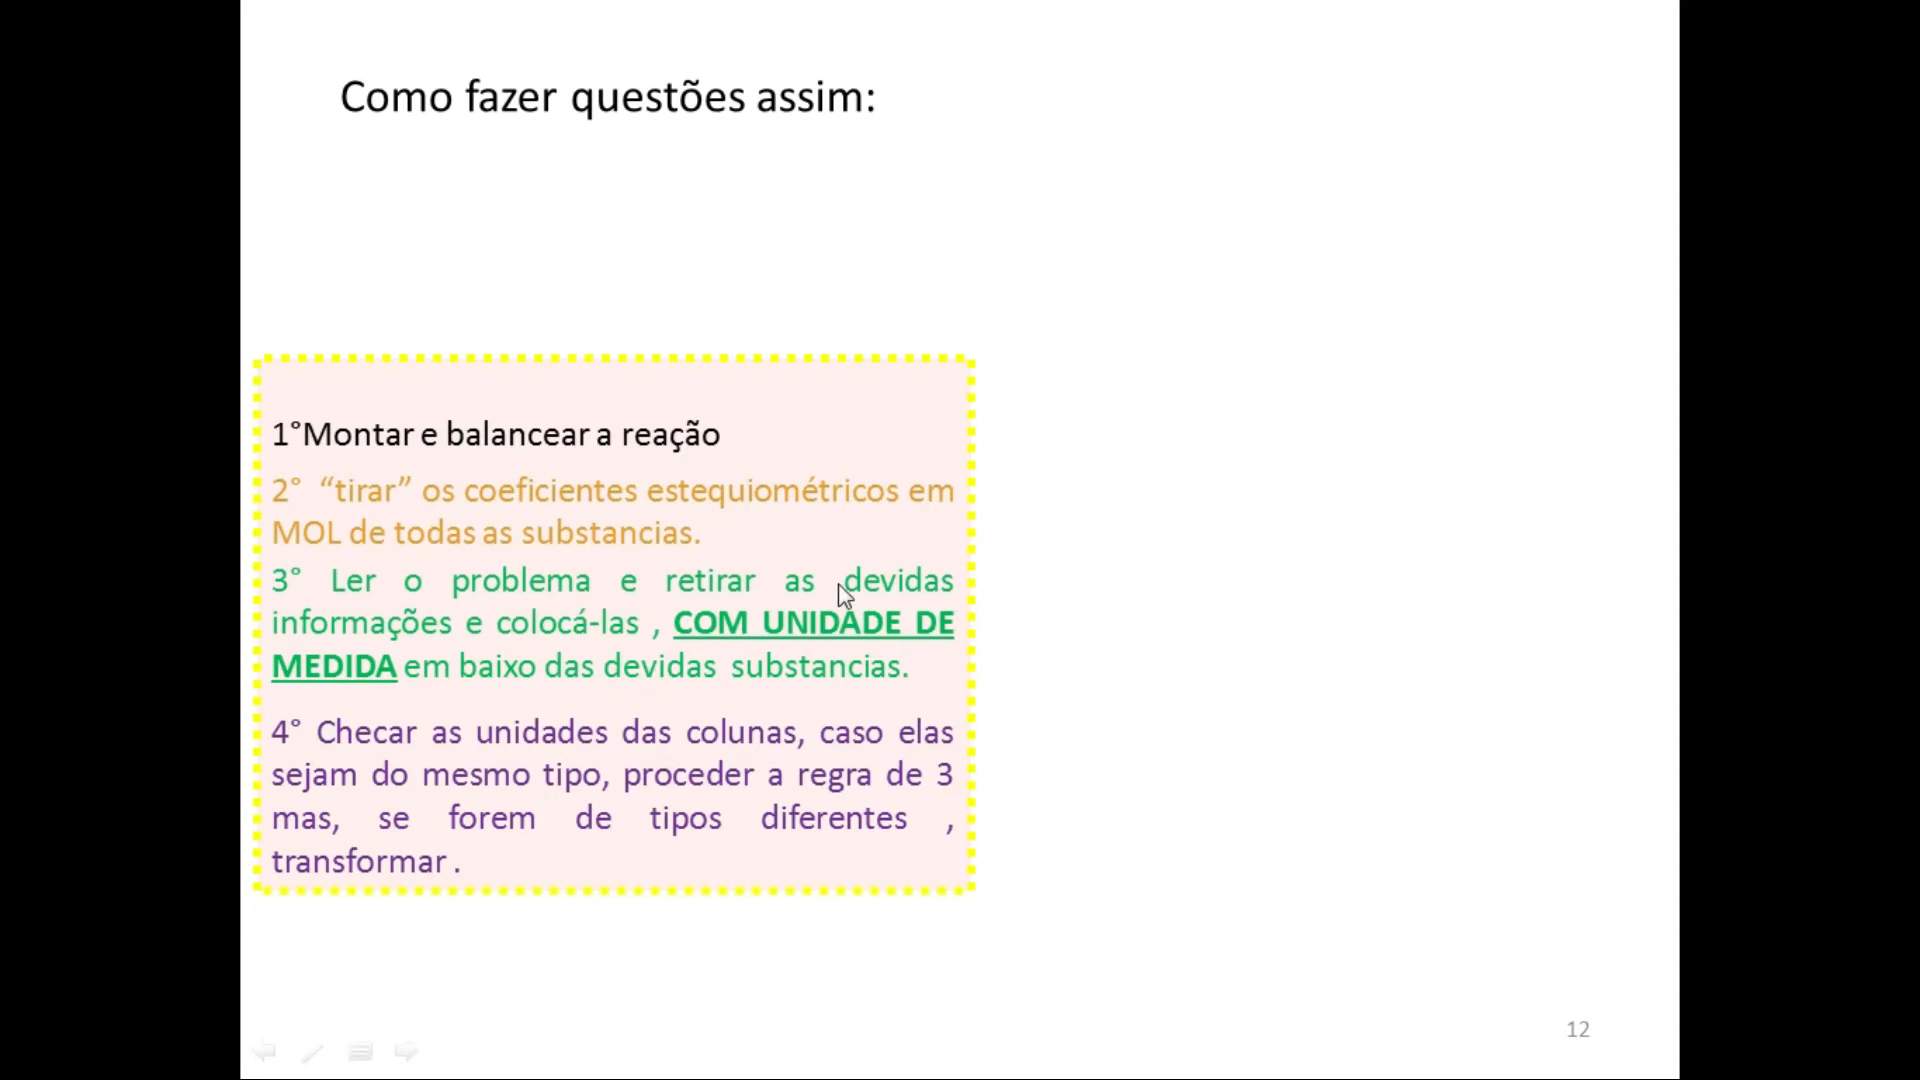 Como fazer questões assim:
1°Montar e balancear a reação
2° “tirar” os coeficientes estequiométricos em
MOL de todas as substancias.
3° Ler o problema e retirar as devidas
informações e colocá-las , COM UNIDADE DE
MEDIDA em baixo das devidas substancias.
4° Checar as unidades das colunas, caso elas
sejam do mesmo tipo, proceder a regra de 3
mas, se forem de tipos diferentes ,
transformar .
12